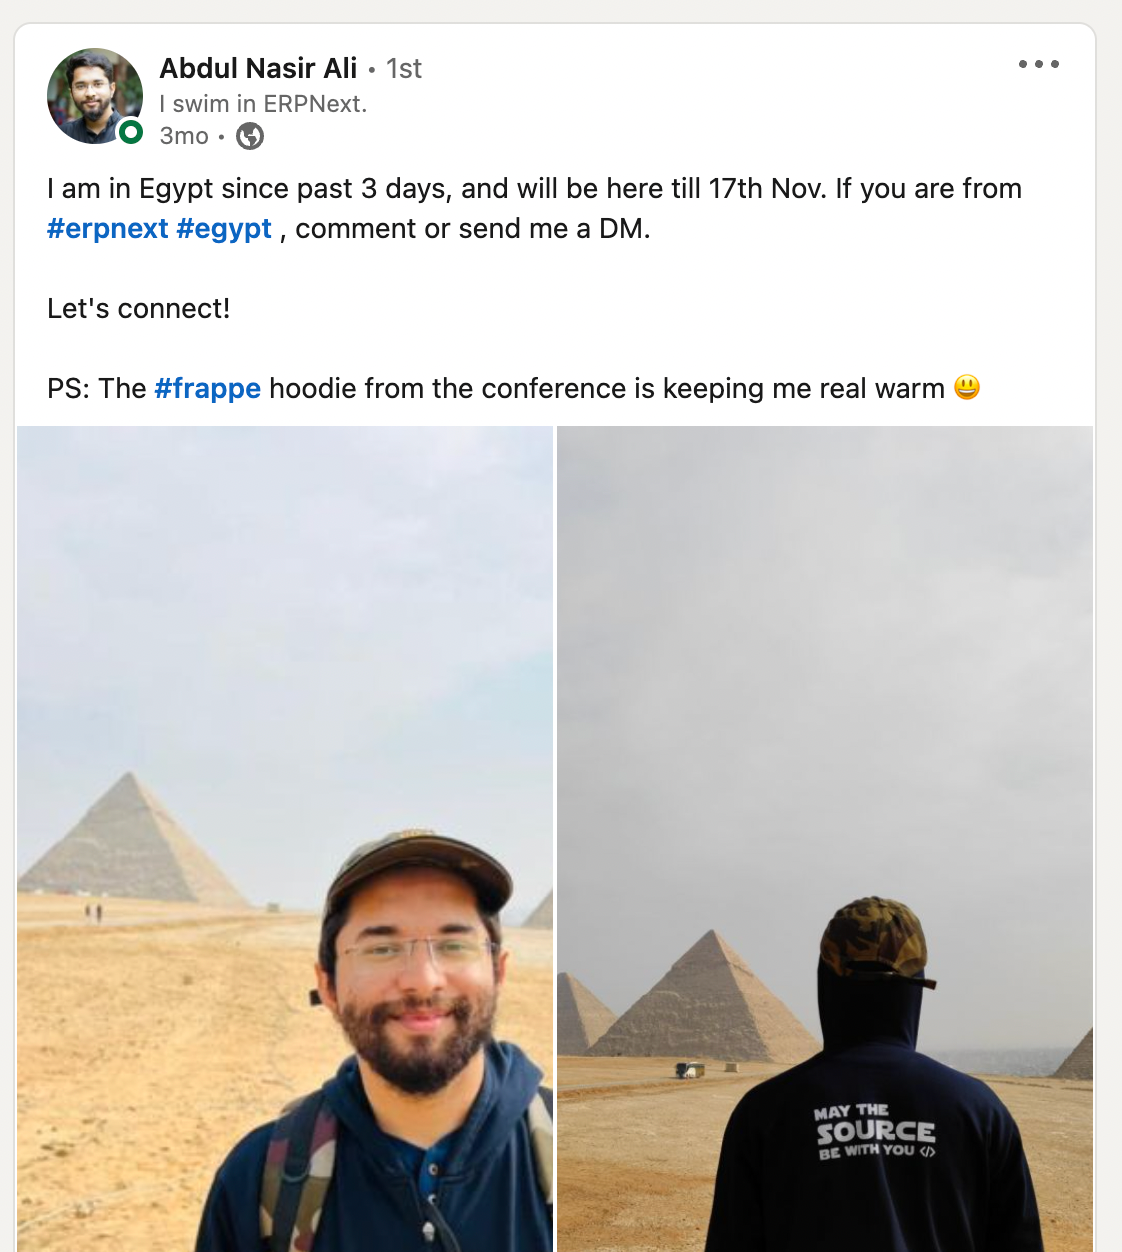 Abdul Nasir Ali • 1st
I swim in ERPNext.
3mo •
I am in Egypt since past 3 days, and will be here till 17th Nov. If you are from
#erpnext #egypt , comment or send me a DM.
Let's connect!
PS: The #frappe hoodie from the conference is keeping me real warm 😃
MAY THE
SOURCE
BE WITH YOU </>